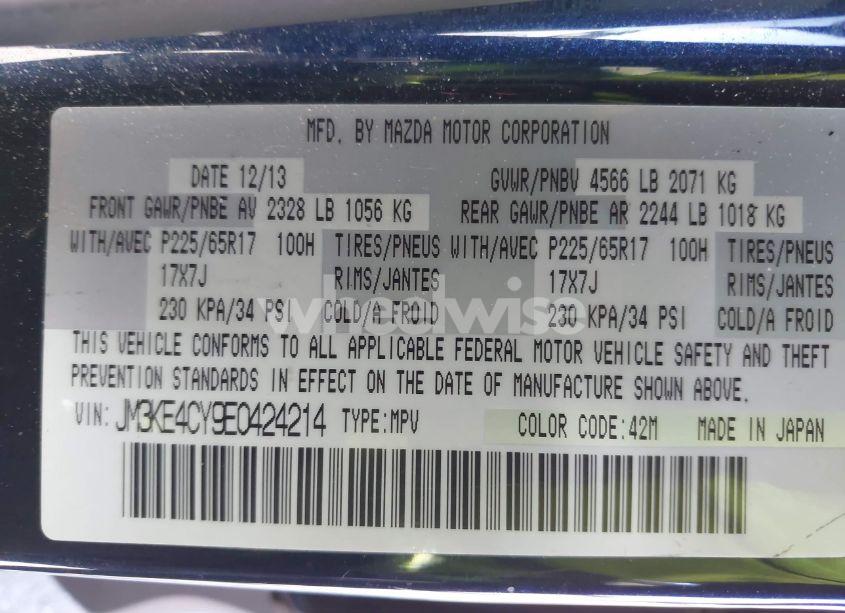 MFD. BY MAZDA MOTOR CORPORATION
DATE 12/13 GVWR/PNBV 4566 LB 2071 KG
FRONT GAWR/PNBE AV 2328 LB 1056 KG REAR GAWR/PNBE AR 2244 LB 1018 KG
WITH/AVEC P225/65R17 100H TIRES/PNEUS WITH/AVEC P225/65R17 100H TIRES/PNEUS
17X7J RIMS/JANTES 17X7J RIMS/JANTES
230 KPA/34 PSI COLD/A FROID 230 KPA/34 PSI COLD/A FROID
wheelwise
THIS VEHICLE CONFORMS TO ALL APPLICABLE FEDERAL MOTOR VEHICLE SAFETY AND THEFT
PREVENTION STANDARDS IN EFFECT ON THE DATE OF MANUFACTURE SHOWN ABOVE.
VIN: JM3KE4CY9E0424214 TYPE:MPV COLOR CODE:42M MADE IN JAPAN